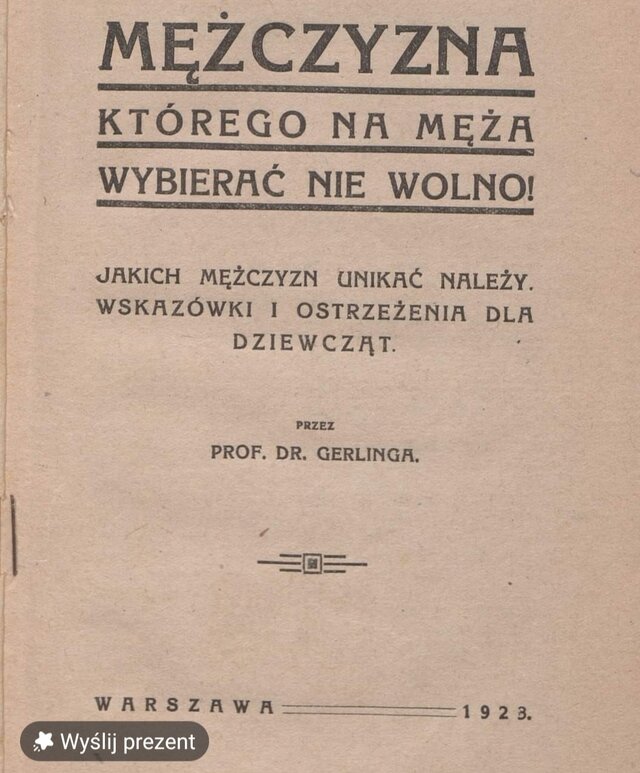 MĘŻCZYZNA
KTÓREGO NA MĘŻA
WYBIERAĆ NIE WOLNO!
JAKICH MĘŻCZYZN UNIKAĆ NALEŻY.
WSKAZÓWKI I OSTRZEŻENIA DLA
DZIEWCZĄT.
PRZEZ
PROF. DR. GERLINGA.
WARSZAWA 1923.
Wyślij prezent